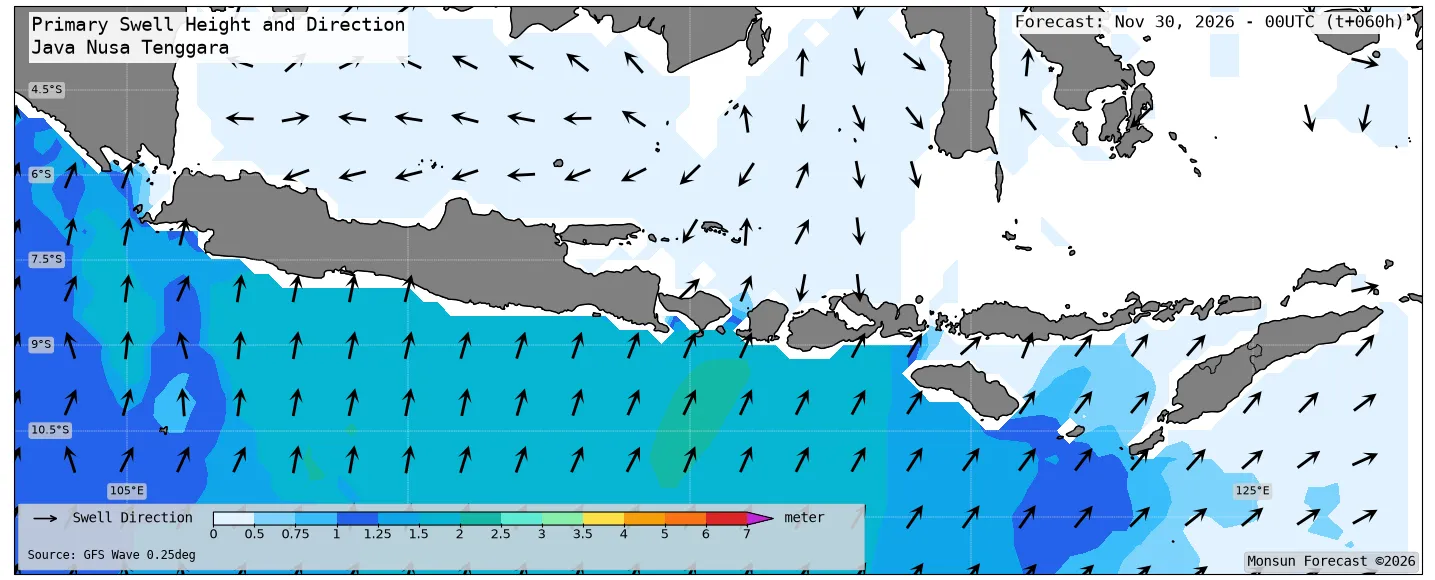 Primary Swell Height and Direction
Java Nusa Tenggara
Forecast: Nov 30, 2026 - 00UTC (t+060h)
4.5°S
6°S
7.5°S
9°S
10.5°S
105°E
125°E
Swell Direction
0 0.5 0.75 1 1.25 1.5 2 2.5 3 3.5 4 5 6 7
meter
Source: GFS Wave 0.25deg
Monsun Forecast ©2026